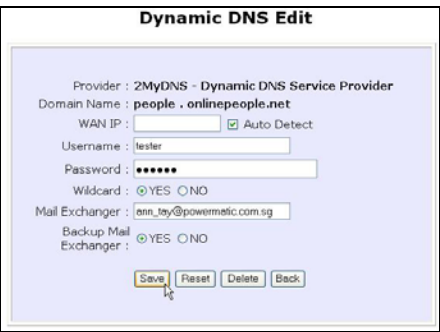 Dynamic DNS Edit
Provider : 2MyDNS - Dynamic DNS Service Provider
Domain Name : people . onlinepeople.net
WAN IP : Auto Detect
Username : tester
Password : ●●●●●●
Wildcard : YES NO
Mail Exchanger : ann_tay@powermatic.com.sg
Backup Mail
Exchanger : YES NO
Save Reset Delete Back